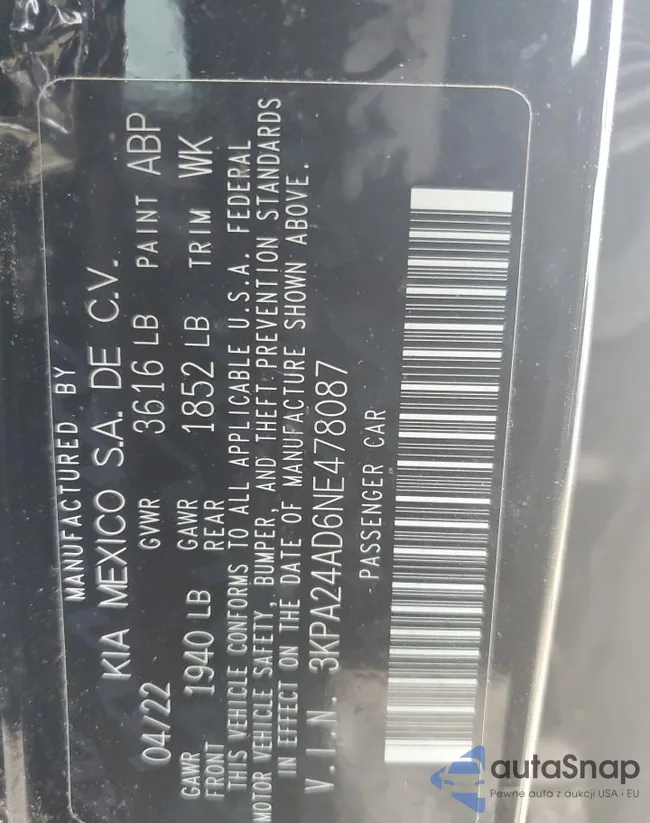 MANUFACTURED BY
KIA MEXICO S.A. DE C.V.
04/22 GVWR 3616 LB PAINT ABP
GAWR FRONT 1940 LB GAWR REAR 1852 LB TRIM WK
THIS VEHICLE CONFORMS TO ALL APPLICABLE U.S.A. FEDERAL
MOTOR VEHICLE SAFETY, BUMPER, AND THEFT PREVENTION STANDARDS
IN EFFECT ON THE DATE OF MANUFACTURE SHOWN ABOVE.
V.I.N. 3KPA24AD6NE478087
PASSENGER CAR
autaSnap
Pewne auta z aukcji USA i EU